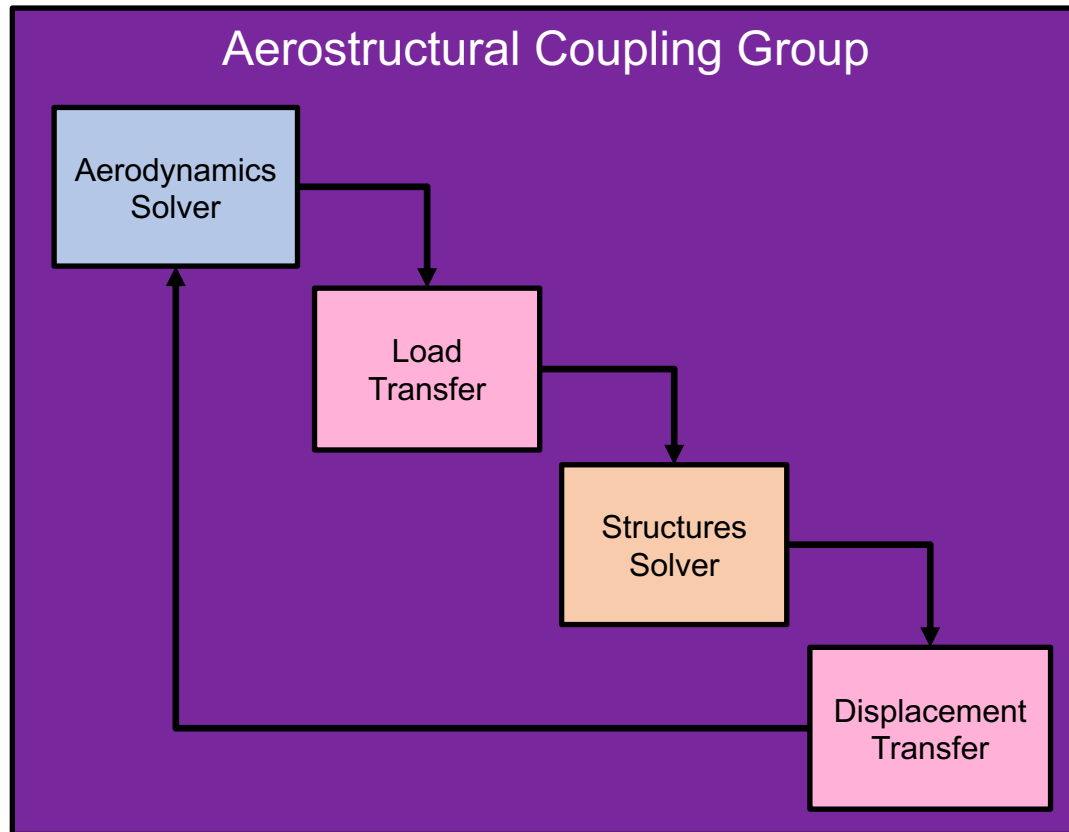 Aerostructural Coupling Group
Aerodynamics
Solver
Load
Transfer
Structures
Solver
Displacement
Transfer